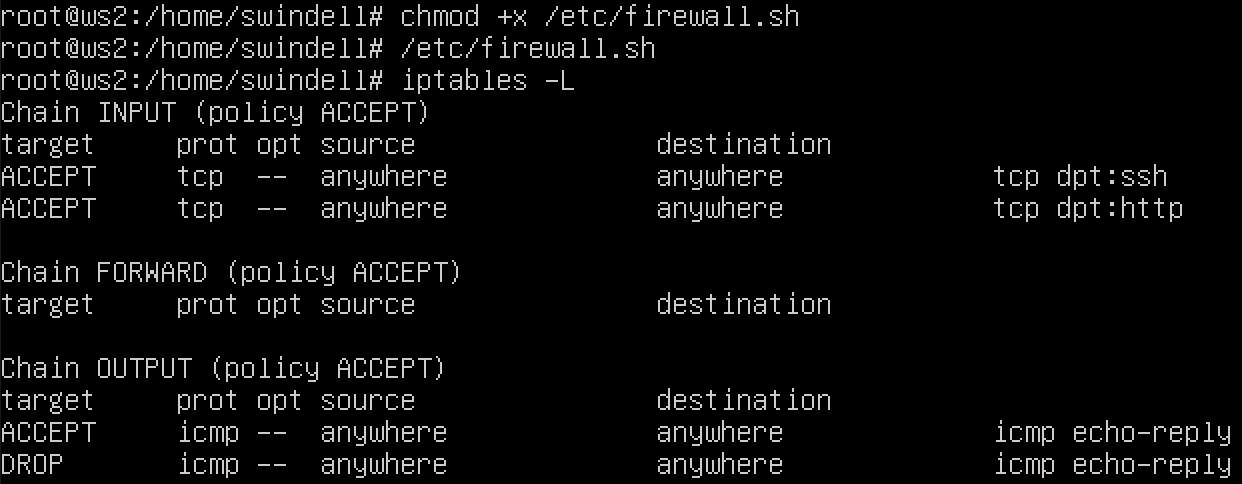 root@ws2:/home/swindell# chmod +x /etc/firewall.sh
root@ws2:/home/swindell# /etc/firewall.sh
root@ws2:/home/swindell# iptables -L
Chain INPUT (policy ACCEPT)
target     prot opt source               destination
ACCEPT     tcp  --  anywhere             anywhere             tcp dpt:ssh
ACCEPT     tcp  --  anywhere             anywhere             tcp dpt:http

Chain FORWARD (policy ACCEPT)
target     prot opt source               destination

Chain OUTPUT (policy ACCEPT)
target     prot opt source               destination
ACCEPT     icmp --  anywhere             anywhere             icmp echo-reply
DROP       icmp --  anywhere             anywhere             icmp echo-reply